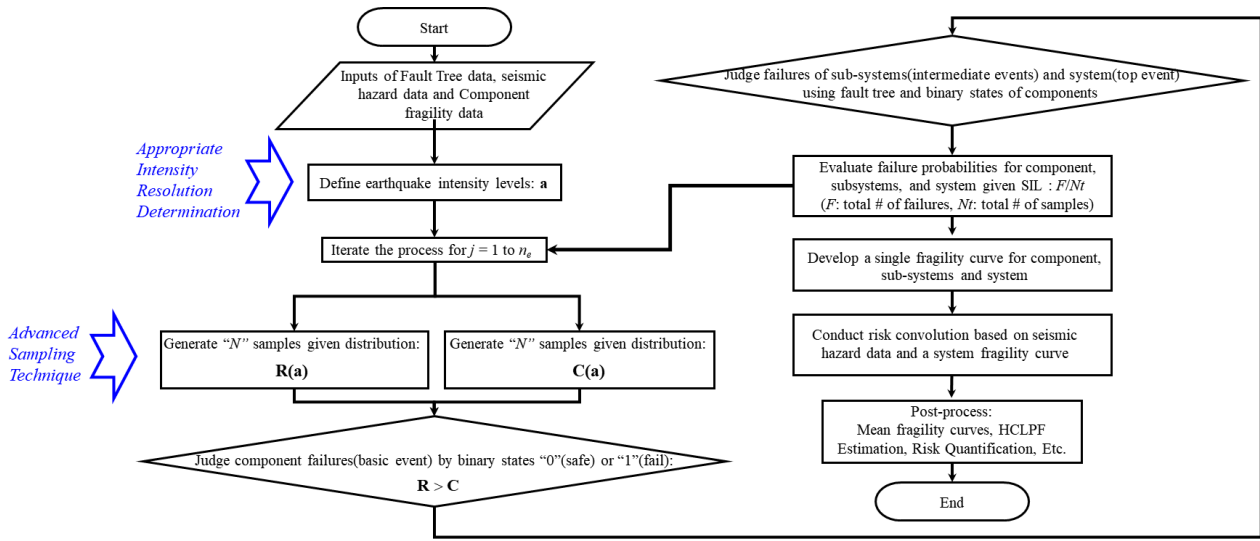 Start
Inputs of Fault Tree data, seismic
hazard data and Component
fragility data
Appropriate
Intensity
Resolution
Determination
Define earthquake intensity levels: a
Iterate the process for j = 1 to nₑ
Advanced
Sampling
Technique
Generate “N” samples given distribution:
R(a)
Generate “N” samples given distribution:
C(a)
Judge component failures(basic event) by binary states “0”(safe) or “1”(fail):
R > C
Judge failures of sub-systems(intermediate events) and system(top event)
using fault tree and binary states of components
Evaluate failure probabilities for component,
subsystems, and system given SIL : F/Nt
(F: total # of failures, Nt: total # of samples)
Develop a single fragility curve for component,
sub-systems and system
Conduct risk convolution based on seismic
hazard data and a system fragility curve
Post-process:
Mean fragility curves, HCLPF
Estimation, Risk Quantification, Etc.
End